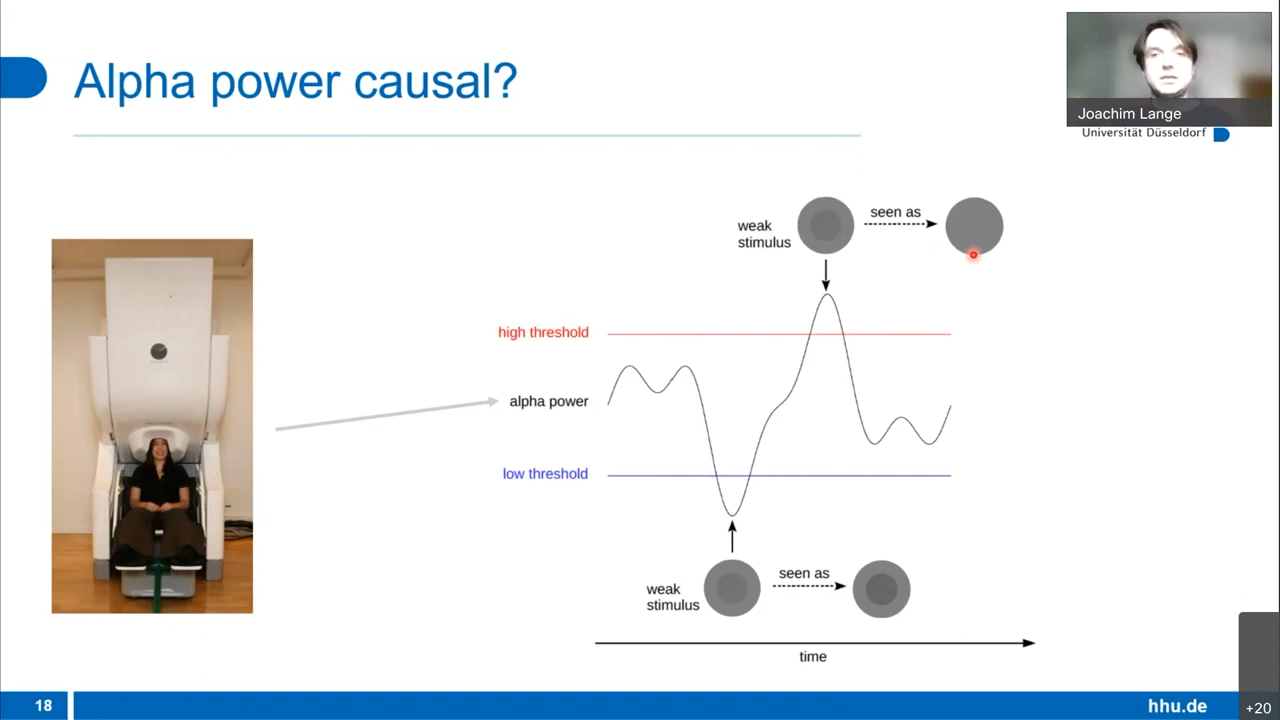 Alpha power causal?
Joachim Lange
Universität Düsseldorf
weak
stimulus
seen as
high threshold
alpha power
low threshold
weak
stimulus
seen as
time
18
hhu.de
+20